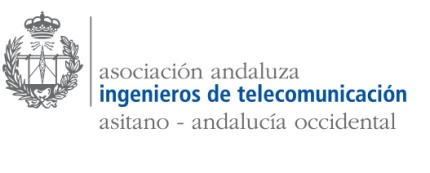 asociación andaluza
ingenieros de telecomunicación
asitano - andalucía occidental